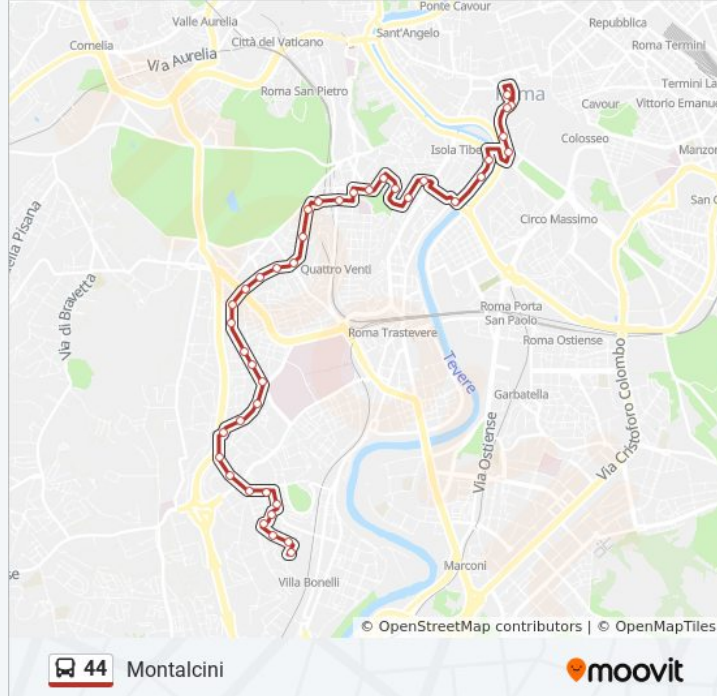 Ponte Cavour
Valle Aurelia
Repubblica
Sant'Angelo
Cornelia
Città del Vaticano
Roma Termini
Via Aurelia
Termini La
Roma San Pietro
Roma
Cavour
Vittorio Emanu
Colosseo
Isola Tibe
Manzo
San G
Circo Massimo
ella Pisana
Quattro Venti
Via di Bravetta
Roma Porta
San Paolo
Roma Trastevere
Roma Ostiense
Tevere
Garbatella
Via Cristoforo Colombo
Via Ostiense
Marconi
se
Villa Bonelli
© OpenStreetMap contributors | © OpenMapTiles
44 Montalcini
moovit